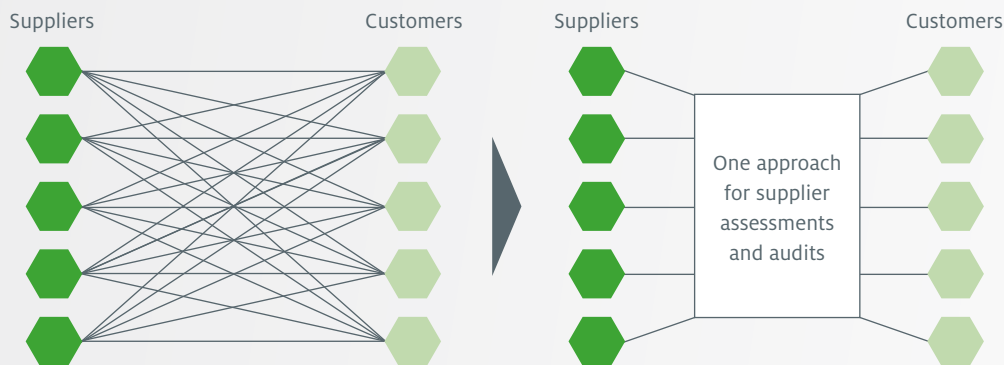 Suppliers
Customers
Suppliers
Customers
One approach
for supplier
assessments
and audits